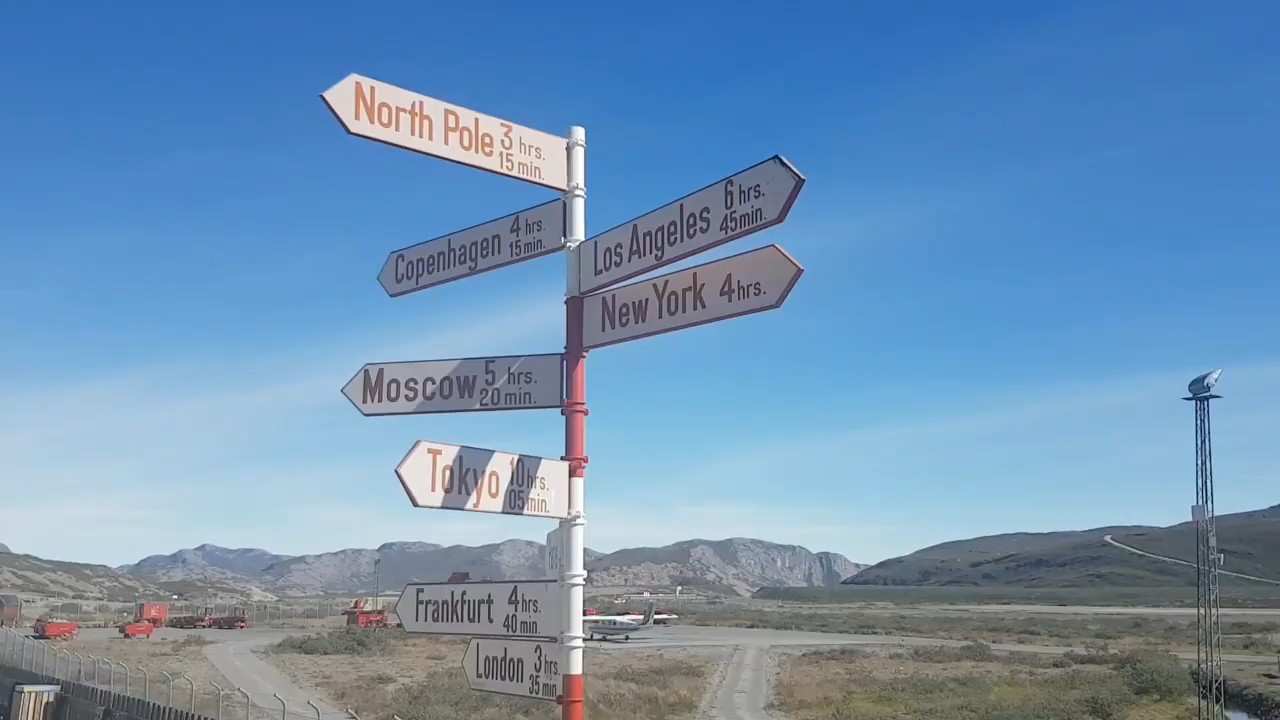 North Pole 3 hrs.
15 min.
Copenhagen 4 hrs.
15 min.
Los Angeles 6 hrs.
45 min.
New York 4 hrs.
Moscow 5 hrs.
20 min.
Tokyo 10 hrs.
05 min.
Frankfurt 4 hrs.
40 min.
London 3 hrs.
35 min.